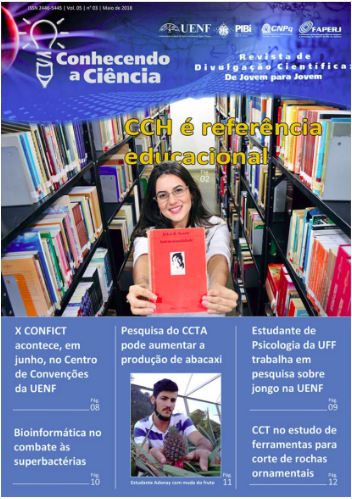 ISSN 2446-5445 | Vol. 05 | n° 03 | Maio de 2018
UENF PIBi CNPq FAPERJ
Conhecendo
a Ciência
Revista de
Divulgação Científica:
De Jovem para Jovem
CCH é referência
educacional
Pág.
02
X CONFICT
acontece, em
junho, no Centro
de Convenções
da UENF
Pág.
08
Bioinformática no
combate às
superbactérias
Pág.
10
Pesquisa do CCTA
pode aumentar a
produção de abacaxi
Estudante Adonay com muda do fruto
Pág.
11
Estudante de
Psicologia da UFF
trabalha em
pesquisa sobre
jongo na UENF
Pág.
09
CCT no estudo de
ferramentas para
corte de rochas
ornamentais
Pág.
12